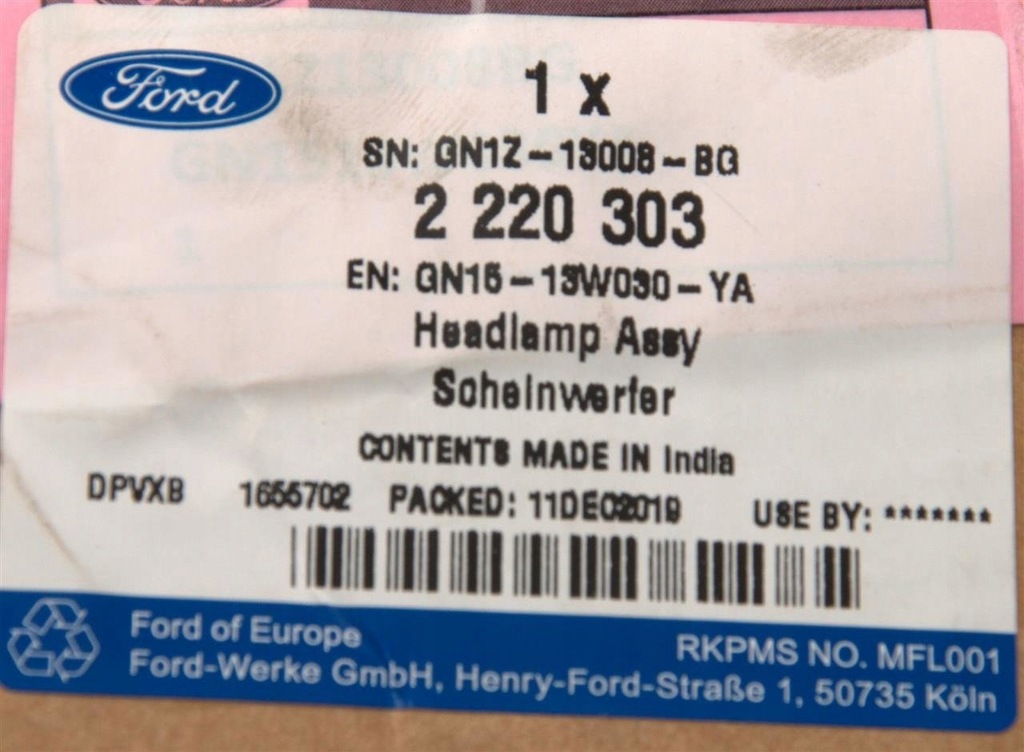 Ford
1 x
SN: GN1Z-13008-BG
2 220 303
EN: GN15-13W030-YA
Headlamp Assy
Scheinwerfer
CONTENTS MADE IN India
DPVXB 1655702 PACKED: 11DEC2019 USE BY: *******
Ford of Europe
RKPMS NO. MFL001
Ford-Werke GmbH, Henry-Ford-Straße 1, 50735 Köln